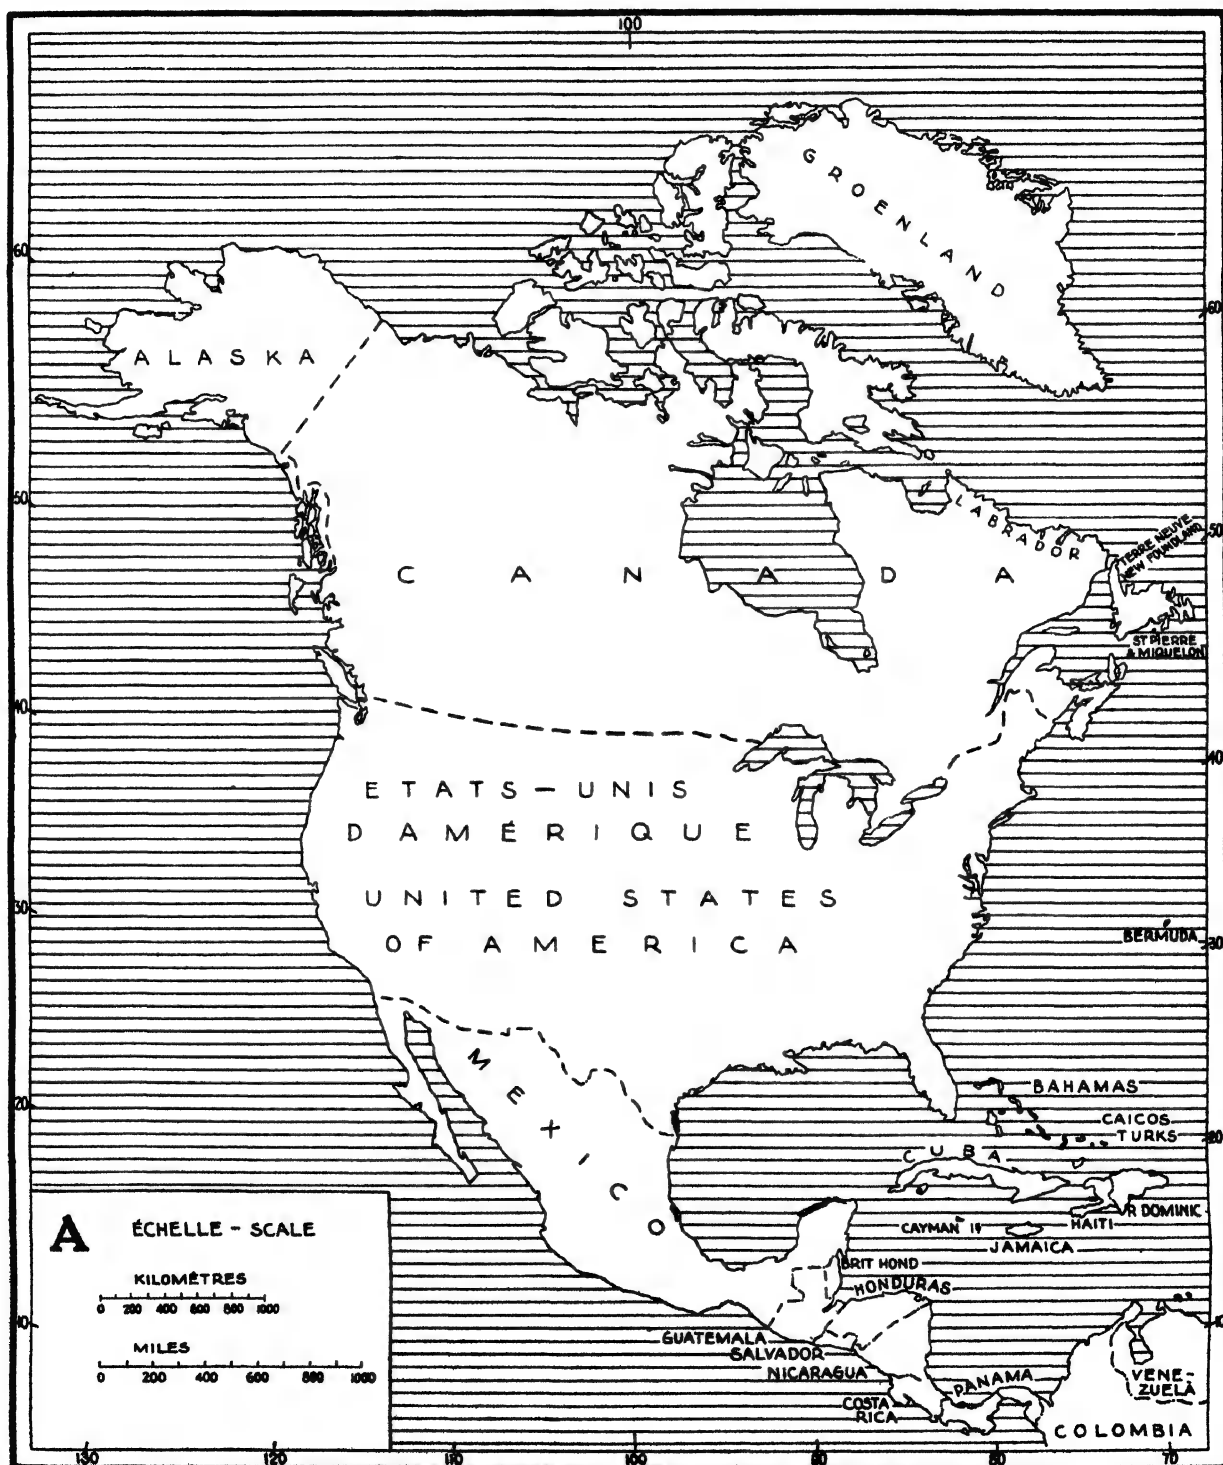 100
GROENLAND
60
60
ALASKA
50
50
LABRADOR
TERRE NEUVE
NEW FOUNDLAND
CANADA
ST PIERRE
& MIQUELON
40
40
ETATS-UNIS
D AMÉRIQUE
UNITED STATES
OF AMERICA
30
30
BERMUDA
MEXICO
20
20
BAHAMAS
CAICOS
TURKS
CUBA
R DOMINIC
HAITI
CAYMAN Is
JAMAICA
BRIT HOND
HONDURAS
GUATEMALA
SALVADOR
NICARAGUA
COSTA
RICA
PANAMA
VENE-
ZUELA
COLOMBIA
10
10
A ÉCHELLE - SCALE
KILOMÉTRES
0 200 400 600 800 1000
MILES
0 200 400 600 800 1000
130 120 110 100 90 80 70